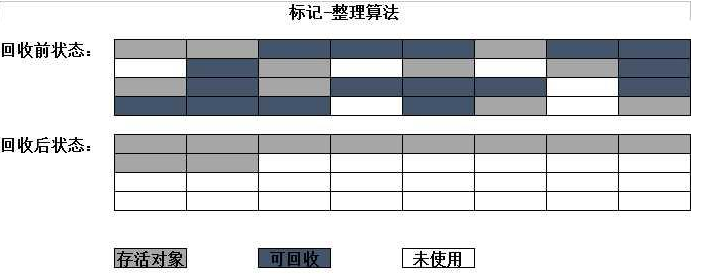 标记-整理算法
回收前状态：
回收后状态：
存活对象 可回收 未使用